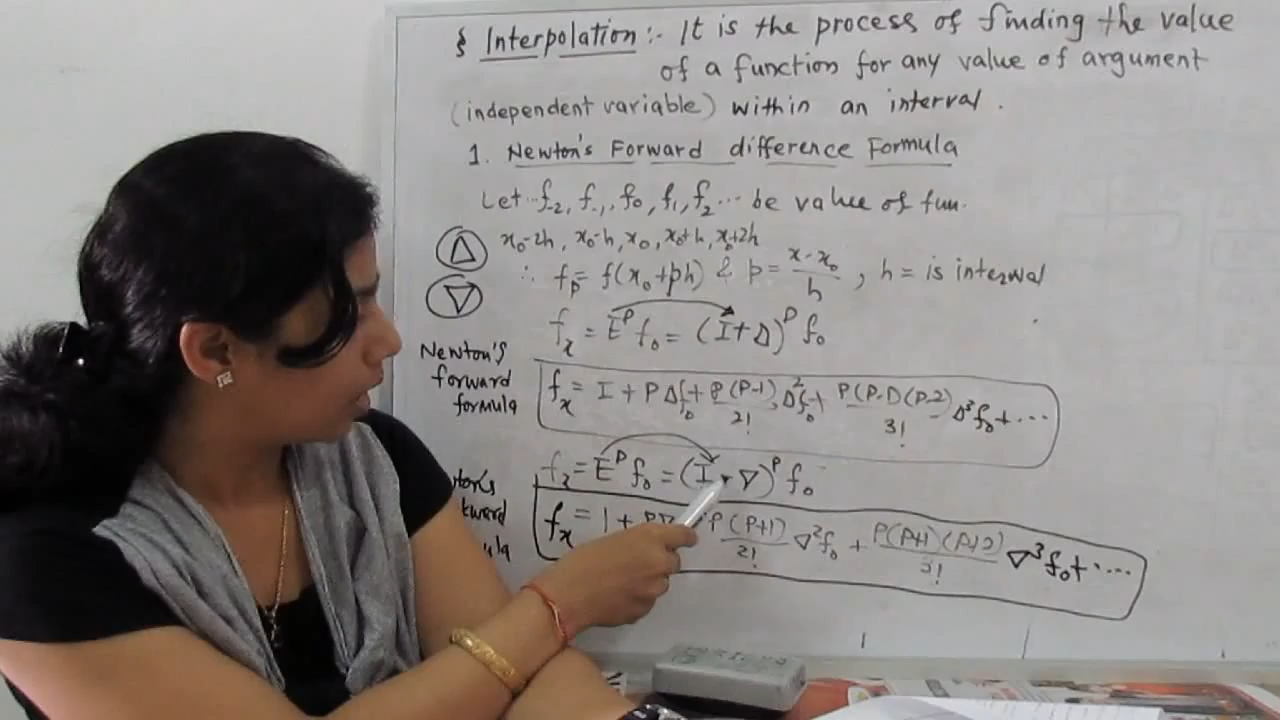 § Interpolation :- It is the process of finding the value
of a function for any value of argument
(independent variable) within an interval.
1. Newton's Forward difference Formula
Let ··· f₋₂, f₋₁, f₀, f₁, f₂ ··· be value of fun.
x₀-2h, x₀-h, x₀, x₀+h, x₀+2h
Δ
∴ fₚ = f(x₀+ph) & p = (x-x₀)/h, h = is interval
∇
fₓ = Eᵖ f₀ = (I+Δ)ᵖ f₀
Newton's
forward
formula
fₓ = I + PΔf₀ + P(P-1)/2! Δ²f₀ + P(P-1)(P-2)/3! Δ³f₀ + ···
fₓ = Eᵖ f₀ = (I ∇)ᵖ f₀
fₓ = 1 + P∇ P(P+1)/2! ∇²f₀ + P(P+1)(P+2)/3! ∇³f₀ + ····